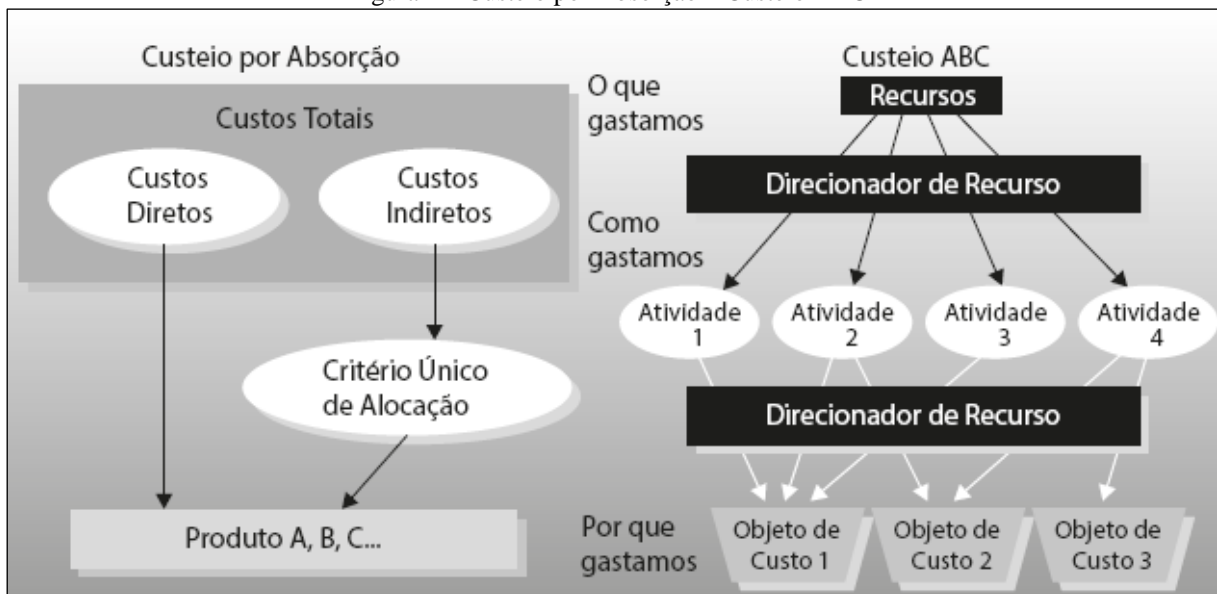 Custeio por Absorção
Custos Totais
Custos
Diretos
Custos
Indiretos
Critério Único
de Alocação
Produto A, B, C...
O que
gastamos
Como
gastamos
Por que
gastamos
Custeio ABC
Recursos
Direcionador de Recurso
Atividade
1
Atividade
2
Atividade
3
Atividade
4
Direcionador de Recurso
Objeto de
Custo 1
Objeto de
Custo 2
Objeto de
Custo 3